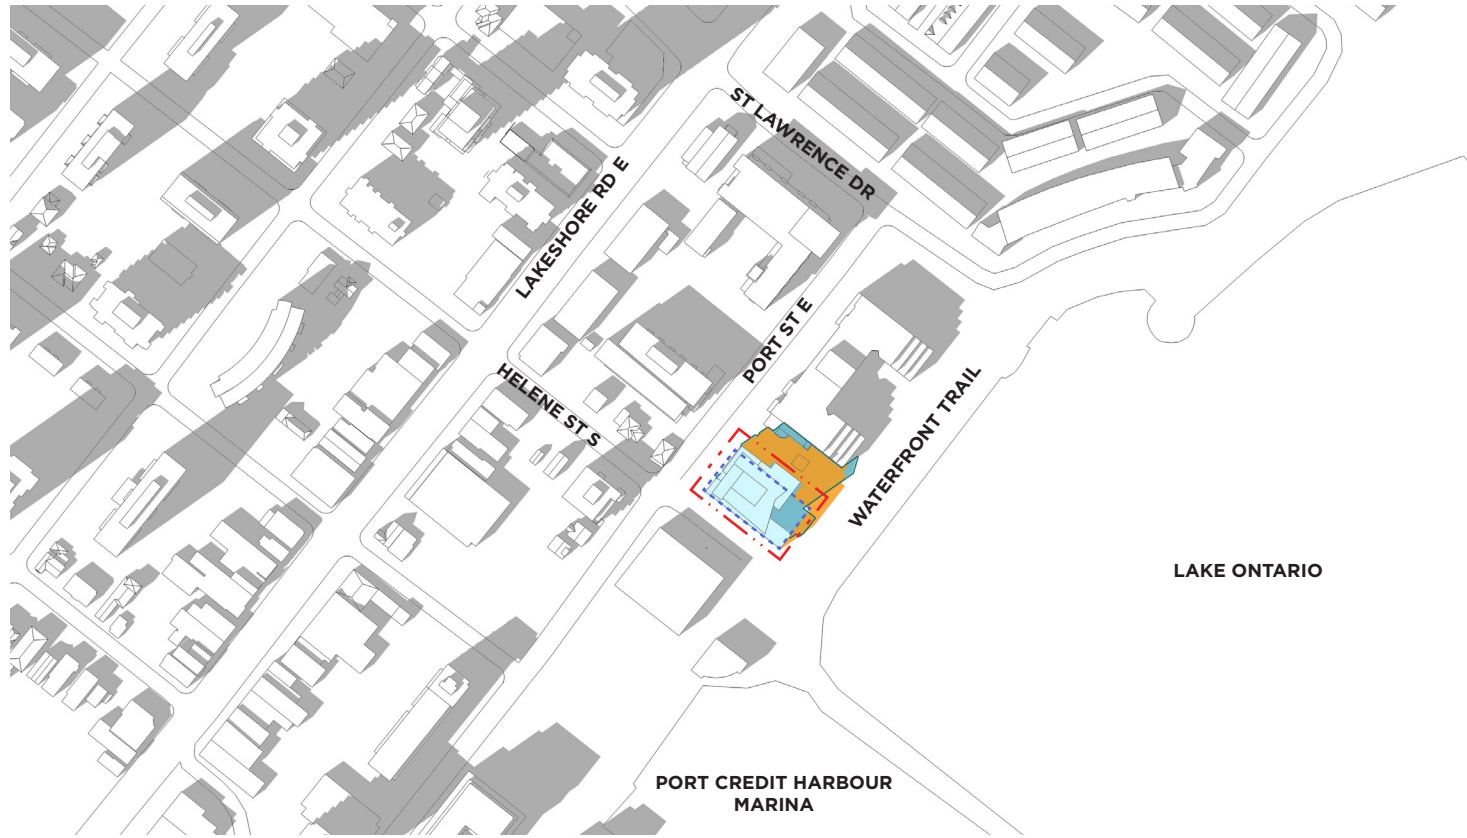 ST LAWRENCE DR
LAKESHORE RD E
PORT ST E
HELENE ST S
WATERFRONT TRAIL
LAKE ONTARIO
PORT CREDIT HARBOUR
MARINA